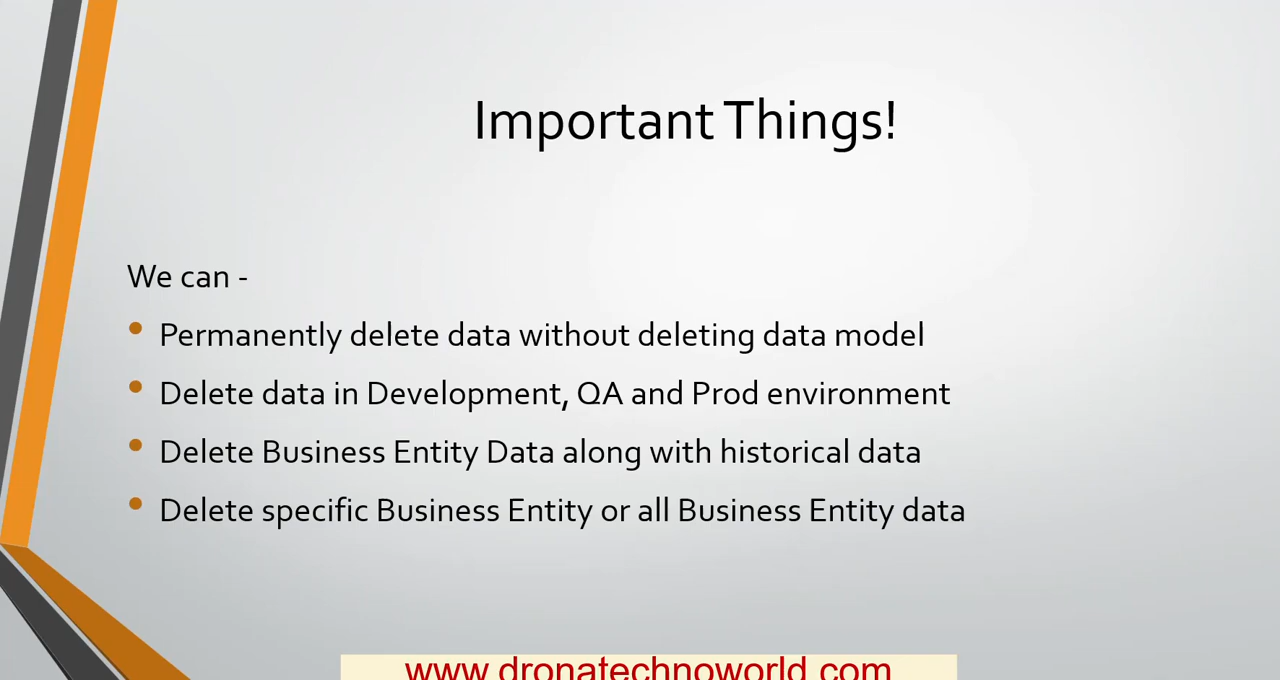 Important Things!
We can -
• Permanently delete data without deleting data model
• Delete data in Development, QA and Prod environment
• Delete Business Entity Data along with historical data
• Delete specific Business Entity or all Business Entity data
www.dronatechnoworld.com